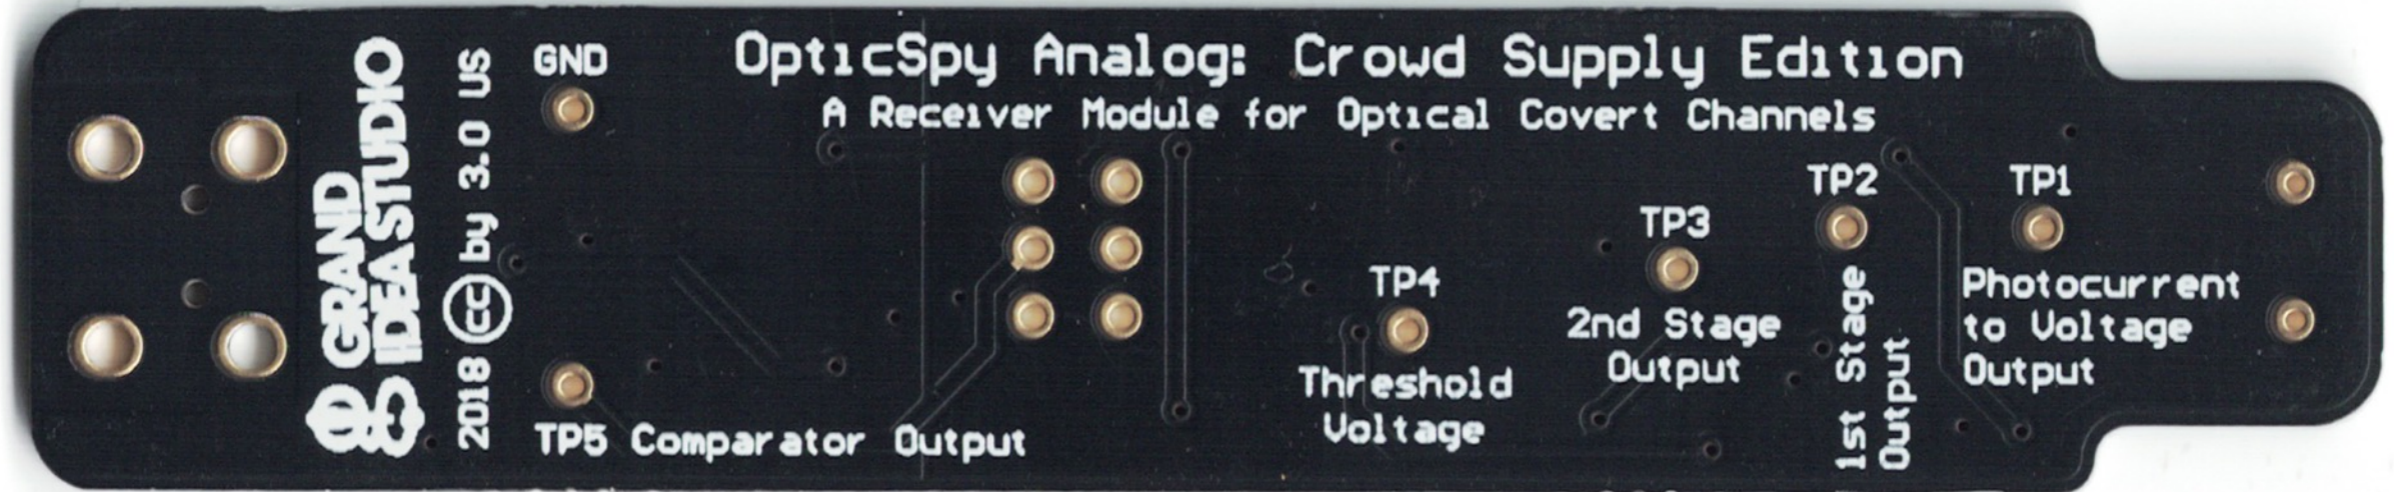 OpticSpy Analog: Crowd Supply Edition
A Receiver Module for Optical Covert Channels
GRAND
IDEA STUDIO
2018 cc by 3.0 US
GND
TP5 Comparator Output
TP4
Threshold
Voltage
TP3
2nd Stage
Output
TP2
1st Stage
Output
TP1
Photocurrent
to Voltage
Output